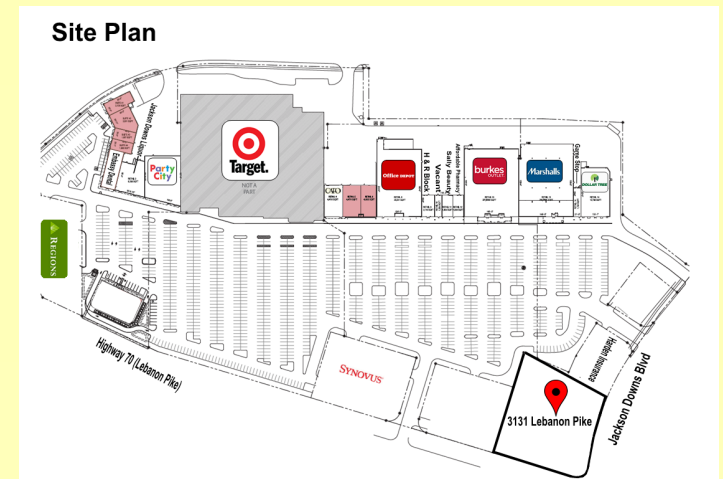 Site Plan
Jackson Downs Liquor
Embassy Dental
Party
City
Target.
NOT A
PART
CATO
Office DEPOT
H & R Block
Vacant
Sally Beauty
Affordable Pharmacy
burkes
OUTLET
Marshalls
Game Stop
DOLLAR TREE
REGIONS
Highway 70 (Lebanon Pike)
SYNOVUS
Harden Insurance
3131 Lebanon Pike
Jackson Downs Blvd